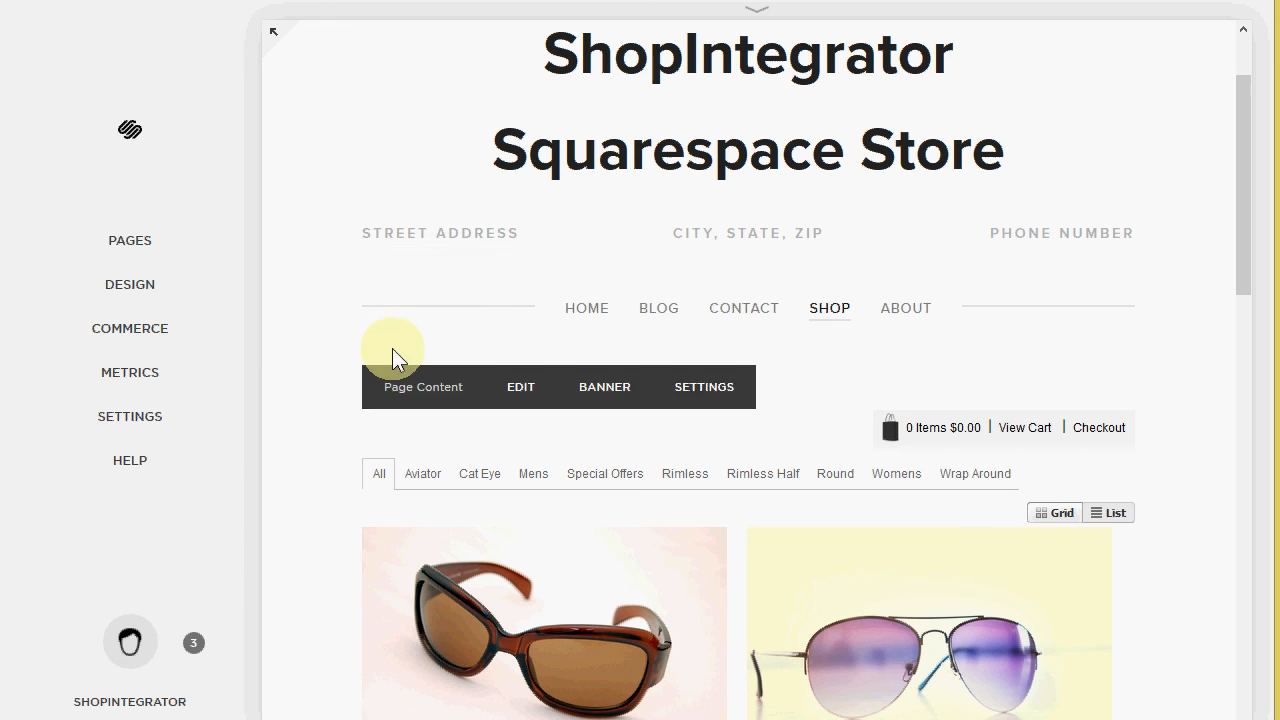 ShopIntegrator
Squarespace Store
STREET ADDRESS CITY, STATE, ZIP PHONE NUMBER
HOME BLOG CONTACT SHOP ABOUT
Page Content EDIT BANNER SETTINGS
0 Items $0.00 | View Cart | Checkout
All Aviator Cat Eye Mens Special Offers Rimless Rimless Half Round Womens Wrap Around
Grid List
PAGES
DESIGN
COMMERCE
METRICS
SETTINGS
HELP
3
SHOPINTEGRATOR